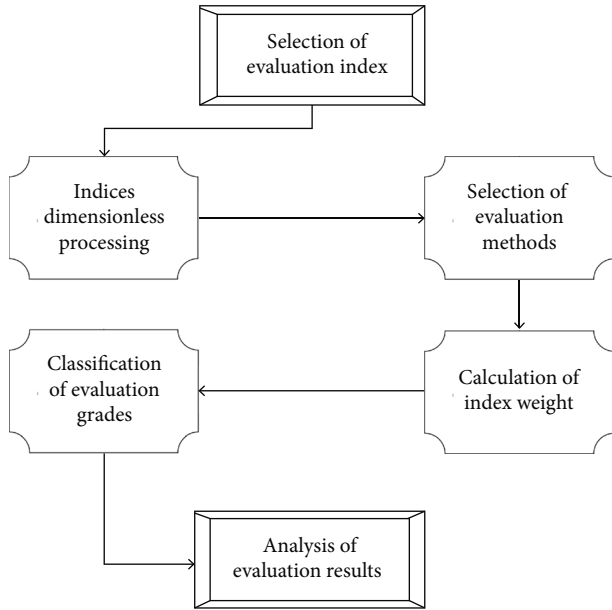 Selection of
evaluation index
Indices
dimensionless
processing
Selection of
evaluation
methods
Classification
of evaluation
grades
Calculation of
index weight
Analysis of
evaluation results